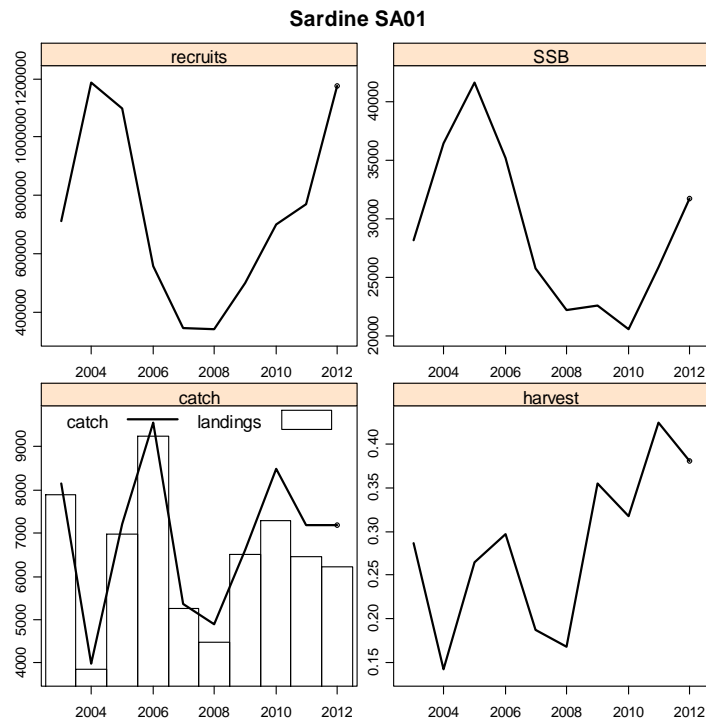 Sardine SA01
recruits
SSB
400000 600000 800000 1000000 1200000
20000 25000 30000 35000 40000
2004 2006 2008 2010 2012
2004 2006 2008 2010 2012
catch
harvest
catch landings
4000 5000 6000 7000 8000 9000
0.15 0.20 0.25 0.30 0.35 0.40
2004 2006 2008 2010 2012
2004 2006 2008 2010 2012